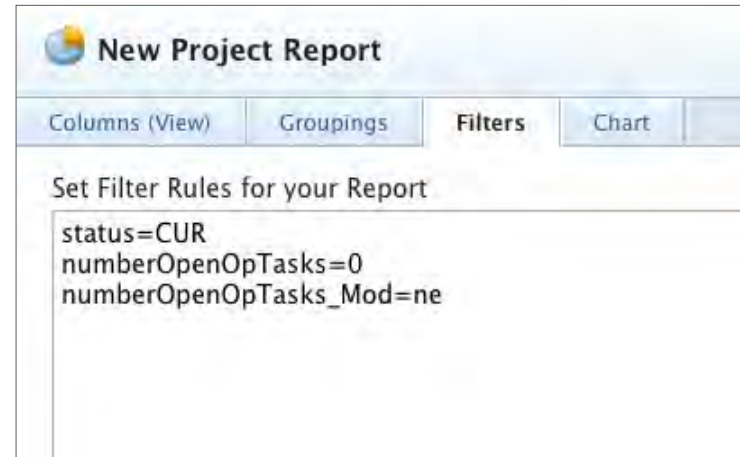 New Project Report
Columns (View) Groupings Filters Chart
Set Filter Rules for your Report
status=CUR
numberOpenOpTasks=0
numberOpenOpTasks_Mod=ne